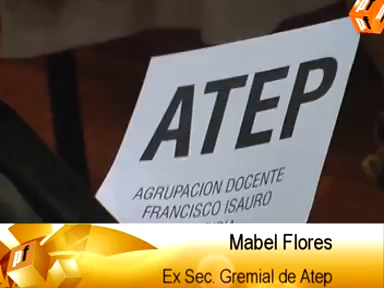 ATEP
AGRUPACION DOCENTE
FRANCISCO ISAURO
Mabel Flores
Ex Sec. Gremial de Atep